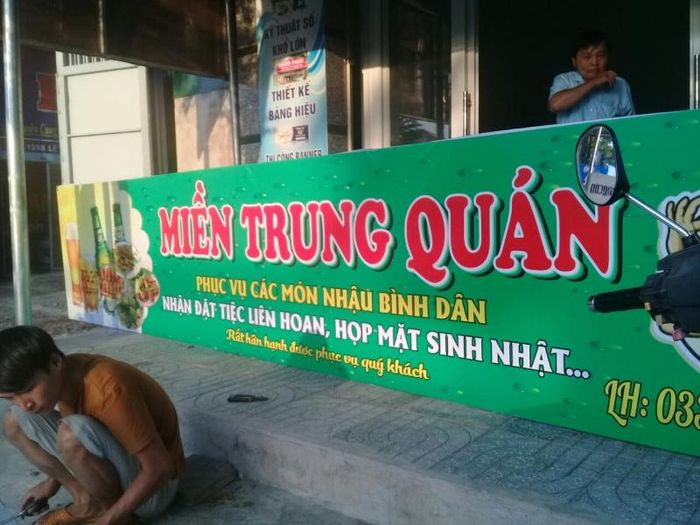 KỸ THUẬT SỐ
KHỔ LỚN
THIẾT KẾ
BẢNG HIỆU
THI CÔNG BANNER
MIỀN TRUNG QUÁN
PHỤC VỤ CÁC MÓN NHẬU BÌNH DÂN
NHẬN ĐẶT TIỆC LIÊN HOAN, HỌP MẶT SINH NHẬT...
Rất hân hạnh được phục vụ quý khách
LH: 033